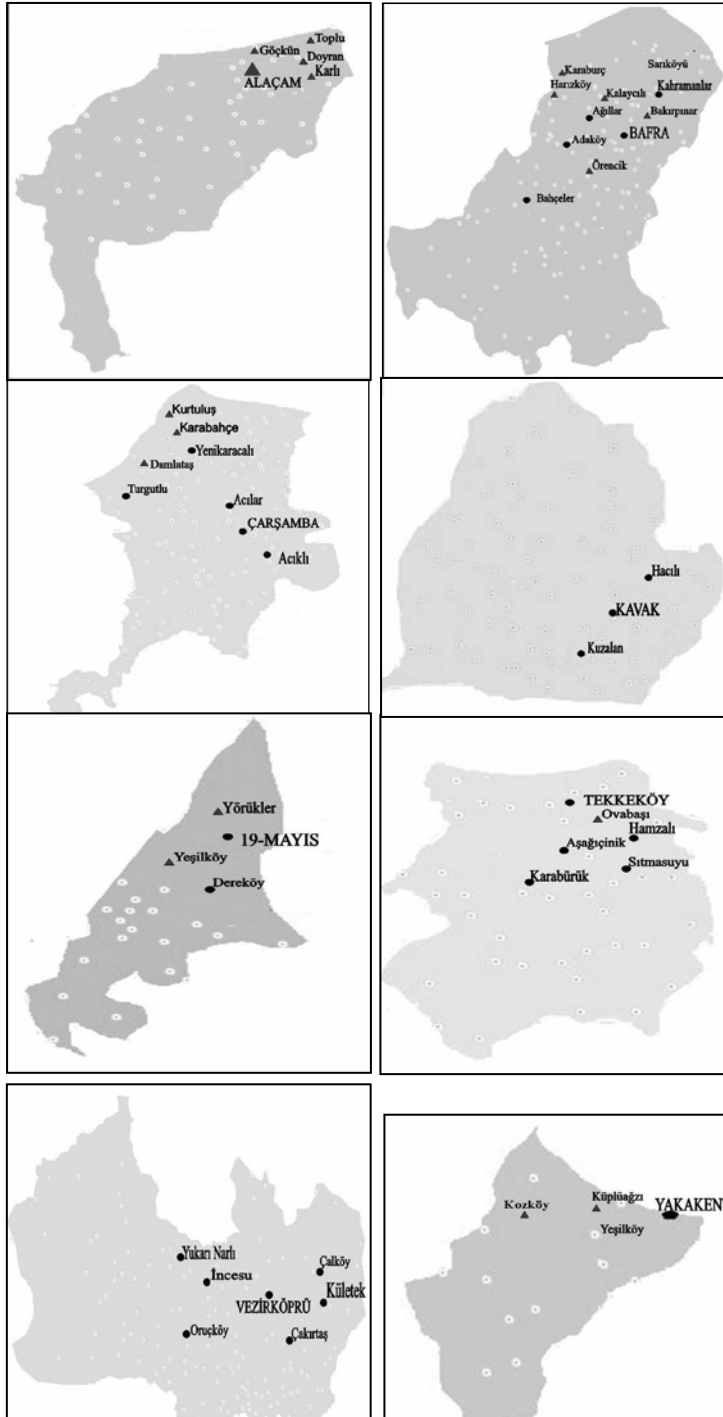 Toplu
Göçkün
Doyran
ALAÇAM
Karlı
Sarıköyü
Karaburç
Harızköy
Kahramanlar
Kalaycılı
Ağıllar
Bakırpınar
BAFRA
Adaköy
Örencik
Bahçeler
Kurtuluş
Karabahçe
Yenikaracalı
Damlataş
Turgutlu
Acılar
ÇARŞAMBA
Acıklı
Hacılı
KAVAK
Kuzalan
Yörükler
19-MAYIS
Yeşilköy
Dereköy
TEKKEKÖY
Ovabaşı
Hamzalı
Aşağıçinik
Sıtmasuyu
Karabürük
Yukarı Narlı
Çalköy
İncesu
VEZİRKÖPRÜ
Kületek
Oruçköy
Çakırtaş
Küplüağzı
Kozköy
YAKAKEN
Yeşilköy